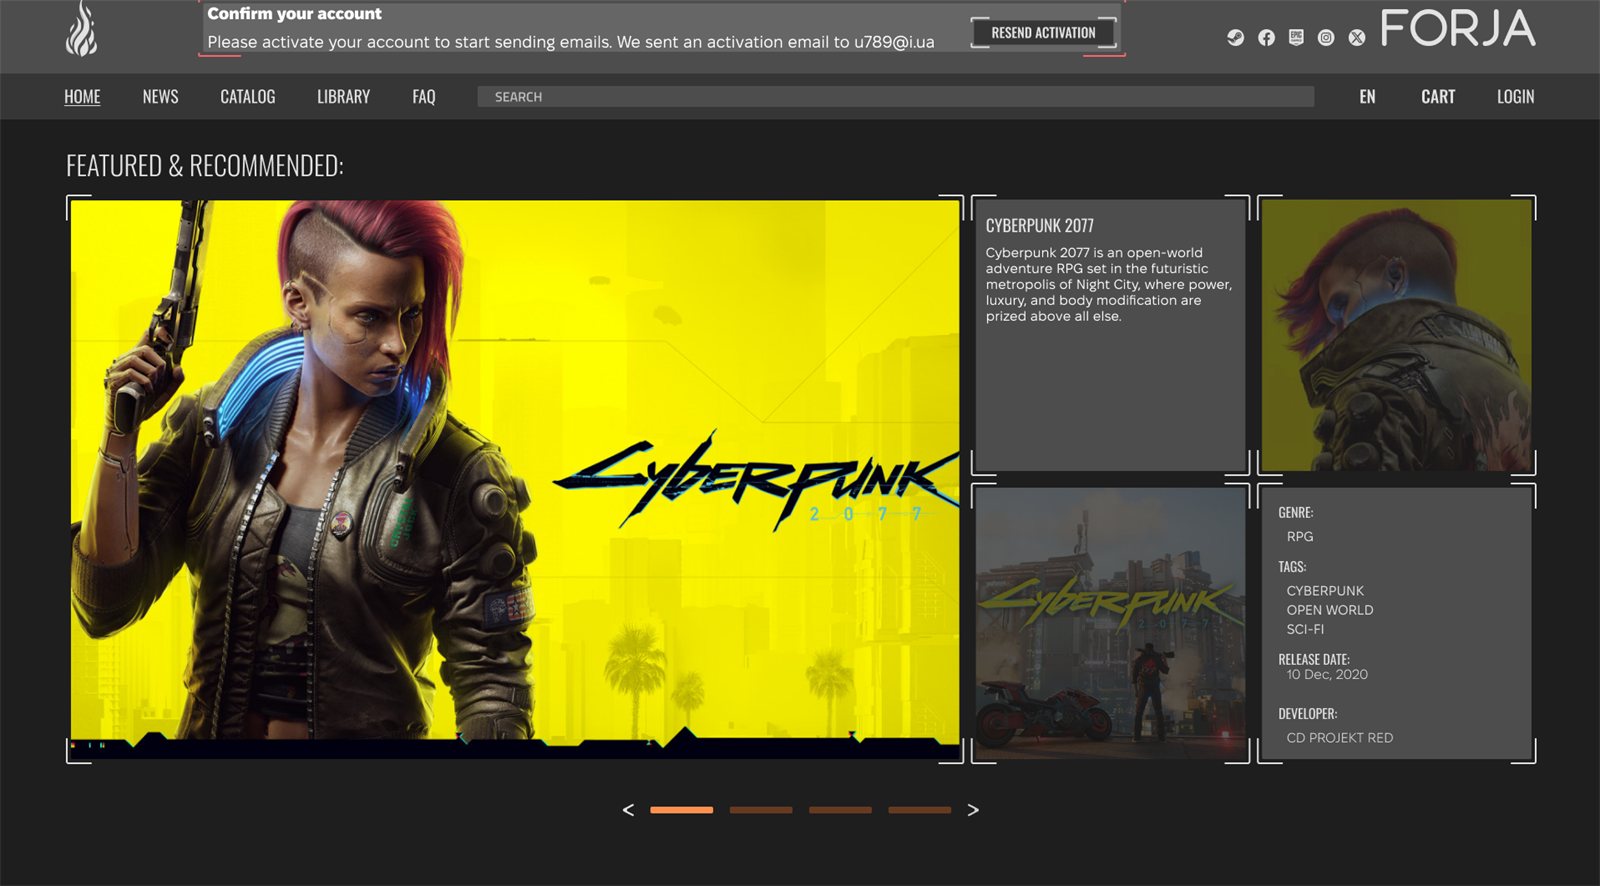 Confirm your account
Please activate your account to start sending emails. We sent an activation email to u789@i.ua
RESEND ACTIVATION
FORJA
HOME NEWS CATALOG LIBRARY FAQ SEARCH EN CART LOGIN
FEATURED & RECOMMENDED:
CYBERPUNK
2077
CYBERPUNK 2077
Cyberpunk 2077 is an open-world
adventure RPG set in the futuristic
metropolis of Night City, where power,
luxury, and body modification are
prized above all else.
CYBERPUNK
2077
GENRE:
RPG
TAGS:
CYBERPUNK
OPEN WORLD
SCI-FI
RELEASE DATE:
10 Dec, 2020
DEVELOPER:
CD PROJEKT RED
< >